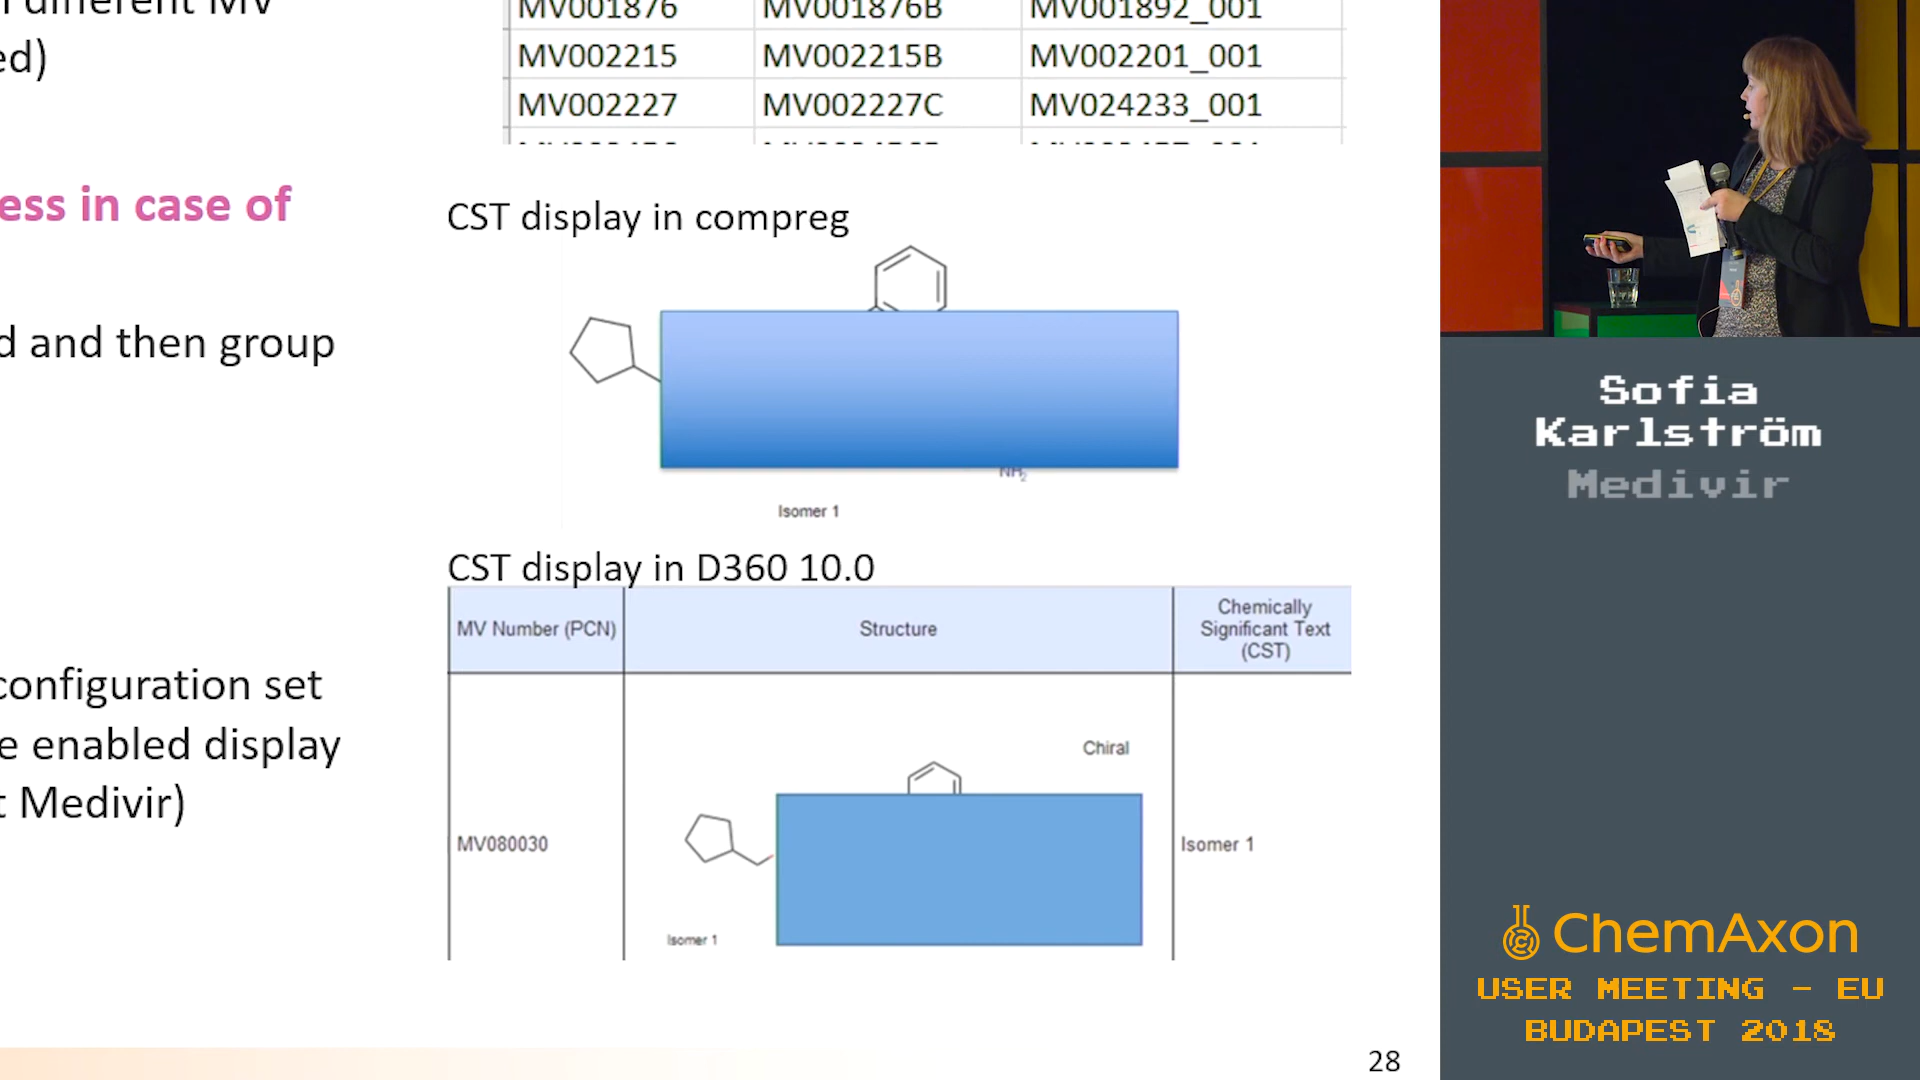 different MV
ed)
ess in case of
d and then group
configuration set
e enabled display
t Medivir)
MV001876 MV001876B MV001892_001
MV002215 MV002215B MV002201_001
MV002227 MV002227C MV024233_001
CST display in compreg
NH2
Isomer 1
CST display in D360 10.0
MV Number (PCN)
Structure
Chemically
Significant Text
(CST)
Chiral
MV080030
Isomer 1
Isomer 1
28
Sofia
Karlström
Medivir
ChemAxon
USER MEETING - EU
BUDAPEST 2018